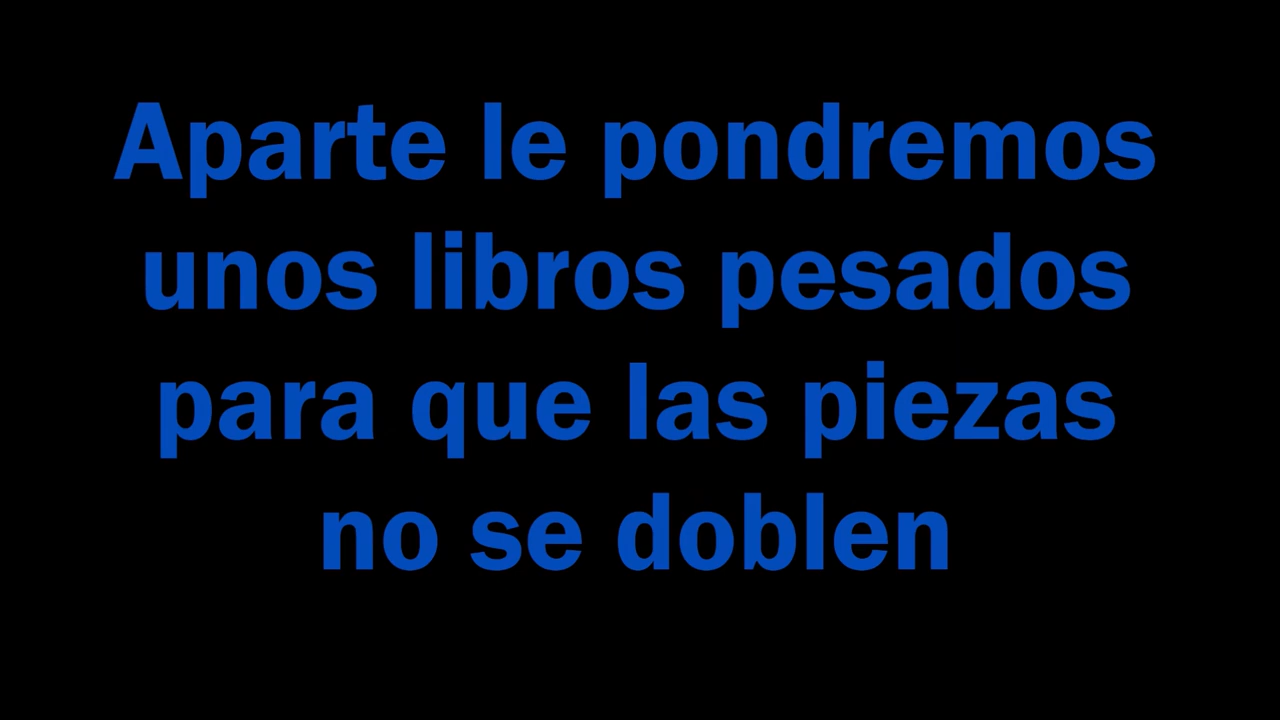 Aparte le pondremos
unos libros pesados
para que las piezas
no se doblen